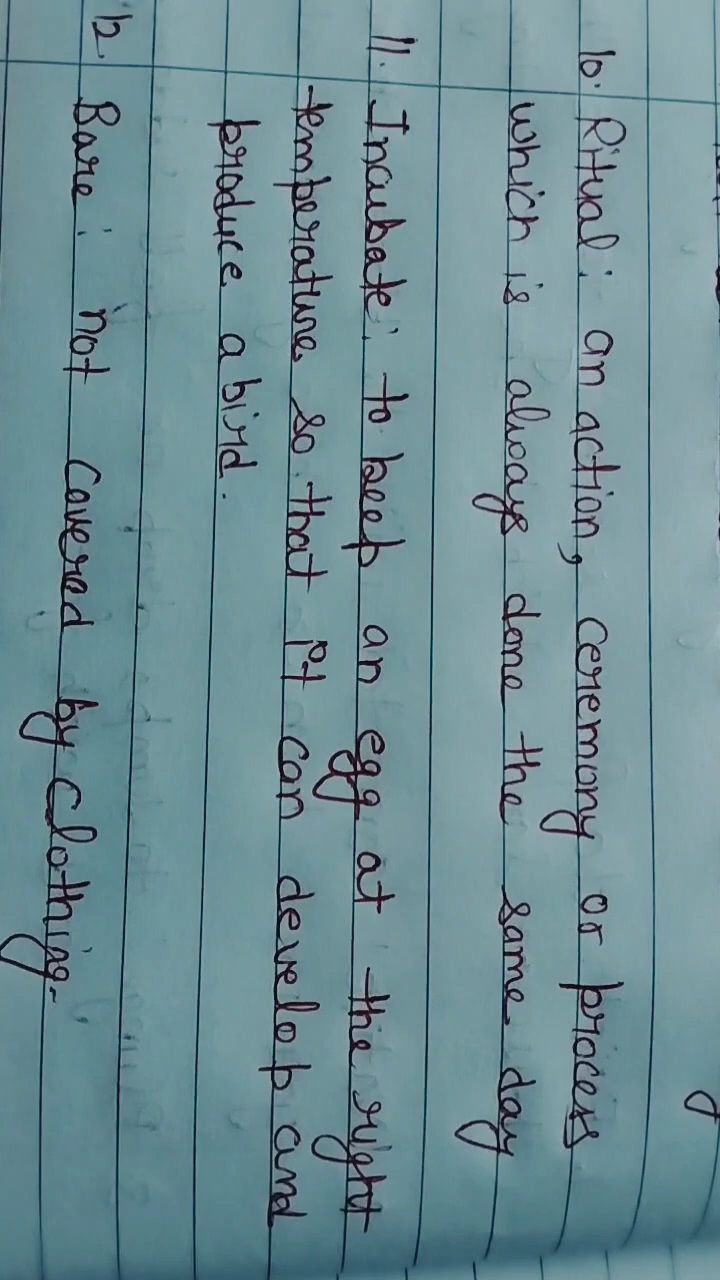 10. Ritual: an action, ceremony or process
which is always done the same day
11. Incubate: to keep an egg at the right
temperature so that it can develop and
produce a bird.
12. Bare: not covered by clothing.